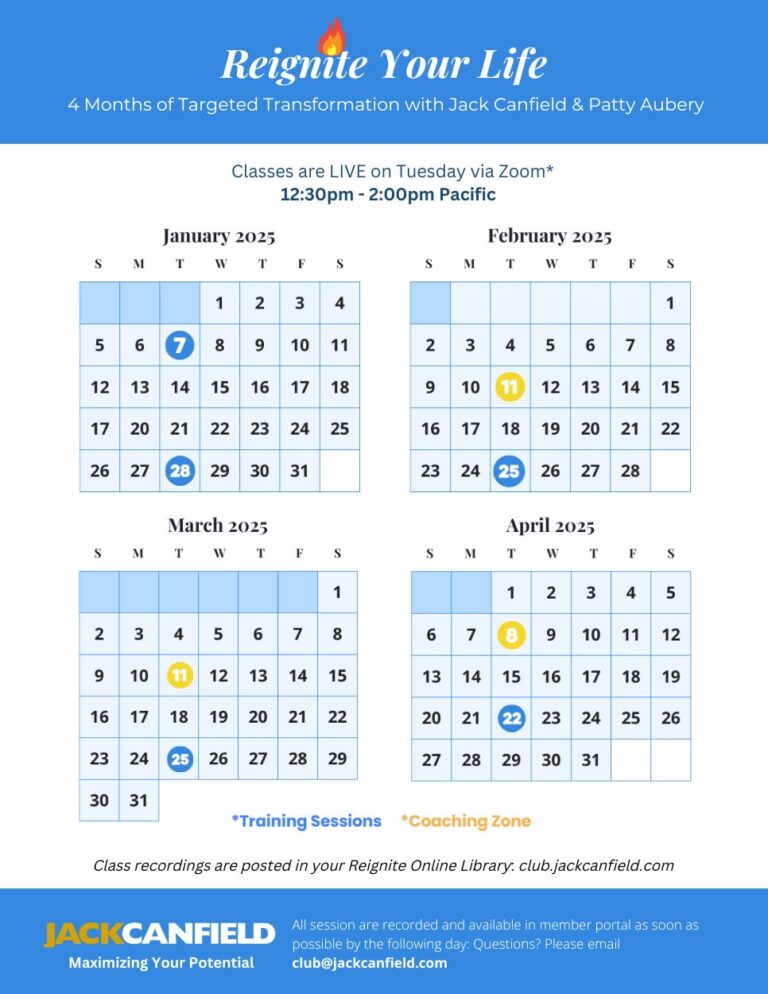 Reignite Your Life
4 Months of Targeted Transformation with Jack Canfield & Patty Aubery
Classes are LIVE on Tuesday via Zoom*
12:30pm - 2:00pm Pacific
January 2025
S M T W T F S
1 2 3 4
5 6 7 8 9 10 11
12 13 14 15 16 17 18
17 20 21 22 23 24 25
26 27 28 29 30 31
February 2025
S M T W T F S
1
2 3 4 5 6 7 8
9 10 11 12 13 14 15
16 17 18 19 20 21 22
23 24 25 26 27 28
March 2025
S M T W T F S
1
2 3 4 5 6 7 8
9 10 11 12 13 14 15
16 17 18 19 20 21 22
23 24 25 26 27 28 29
30 31
April 2025
S M T W T F S
1 2 3 4 5
6 7 8 9 10 11 12
13 14 15 16 17 18 19
20 21 22 23 24 25 26
27 28 29 30 31
*Training Sessions *Coaching Zone
Class recordings are posted in your Reignite Online Library: club.jackcanfield.com
JACKCANFIELD
Maximizing Your Potential
All session are recorded and available in member portal as soon as
possible by the following day: Questions? Please email
club@jackcanfield.com